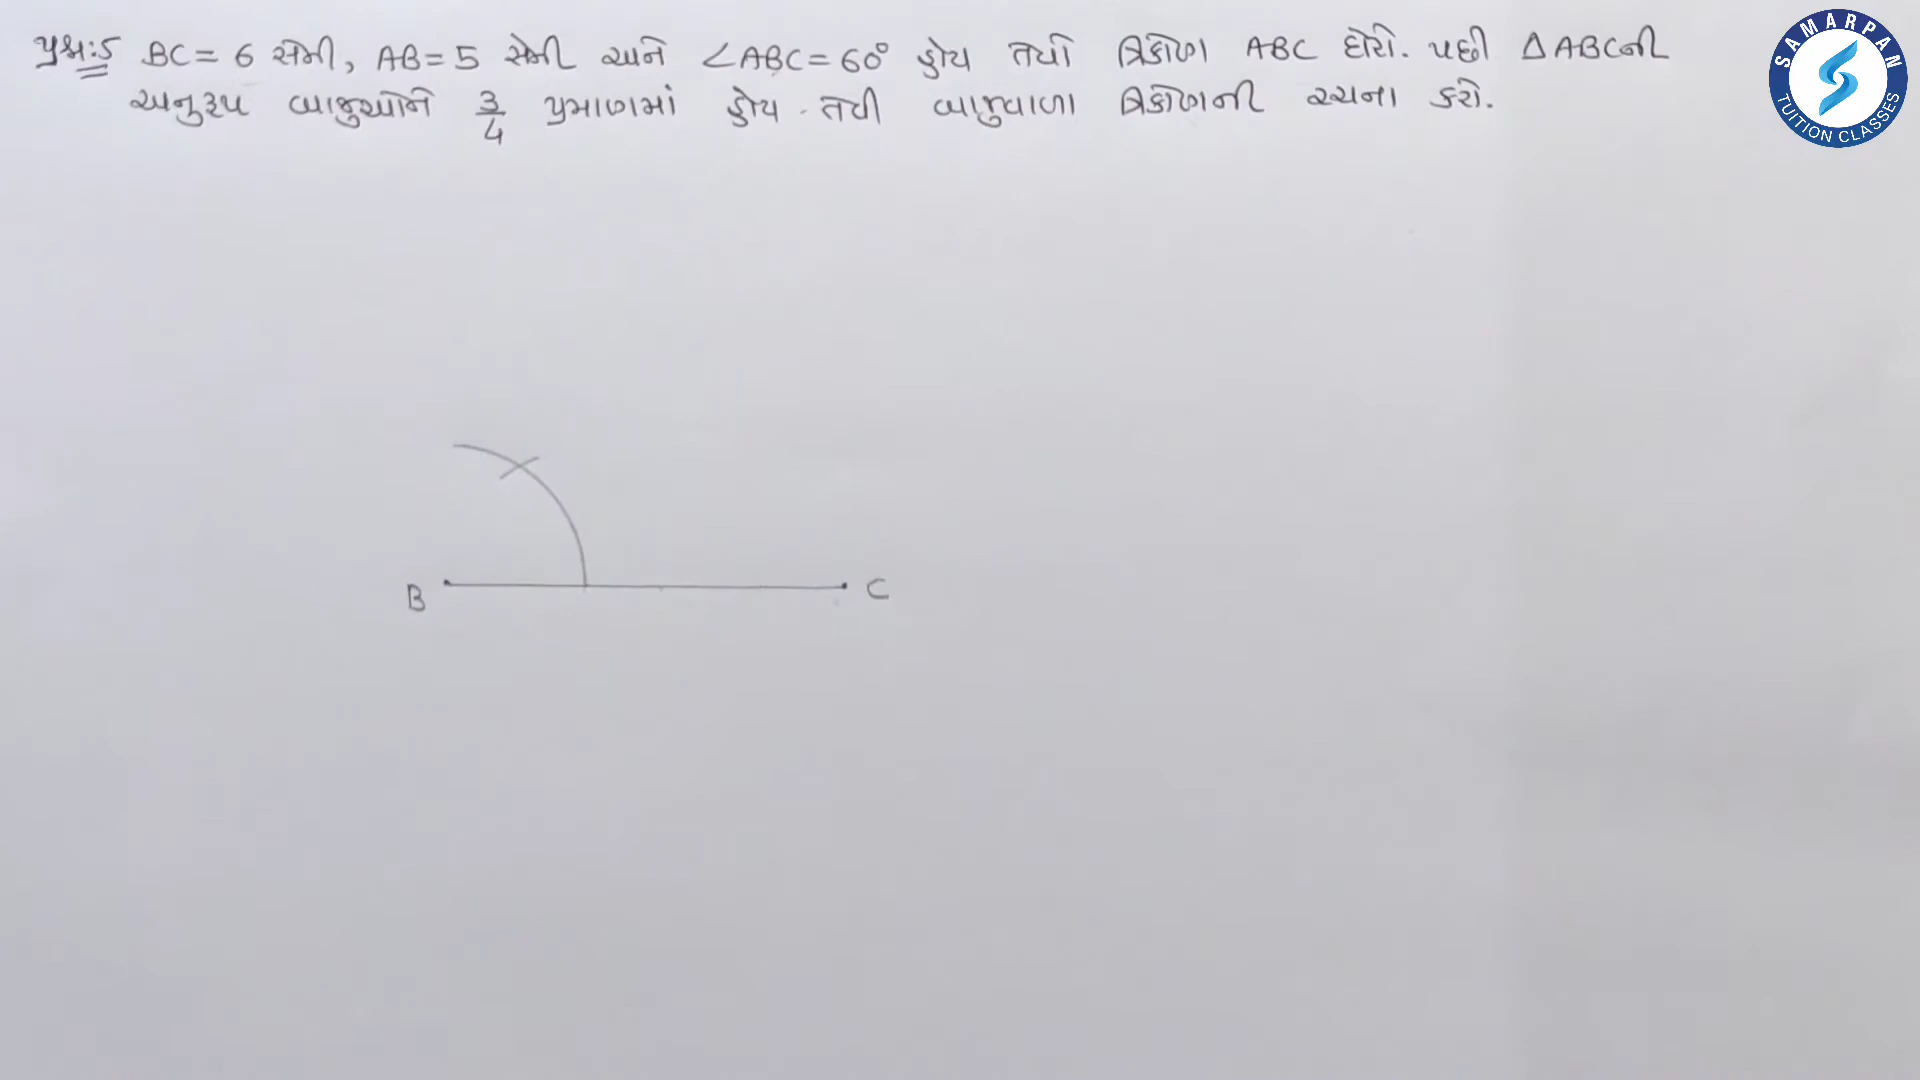 પ્રશ્ન:5 BC = 6 સેમી, AB = 5 સેમી અને ∠ABC = 60° હોય તેવો ત્રિકોણ ABC દોરો. પછી △ABCની
અનુરૂપ બાજુઓને 3/4 પ્રમાણમાં હોય તેવી બાજુવાળા ત્રિકોણની રચના કરો.
B
C
SAMARPAN
TUITION CLASSES